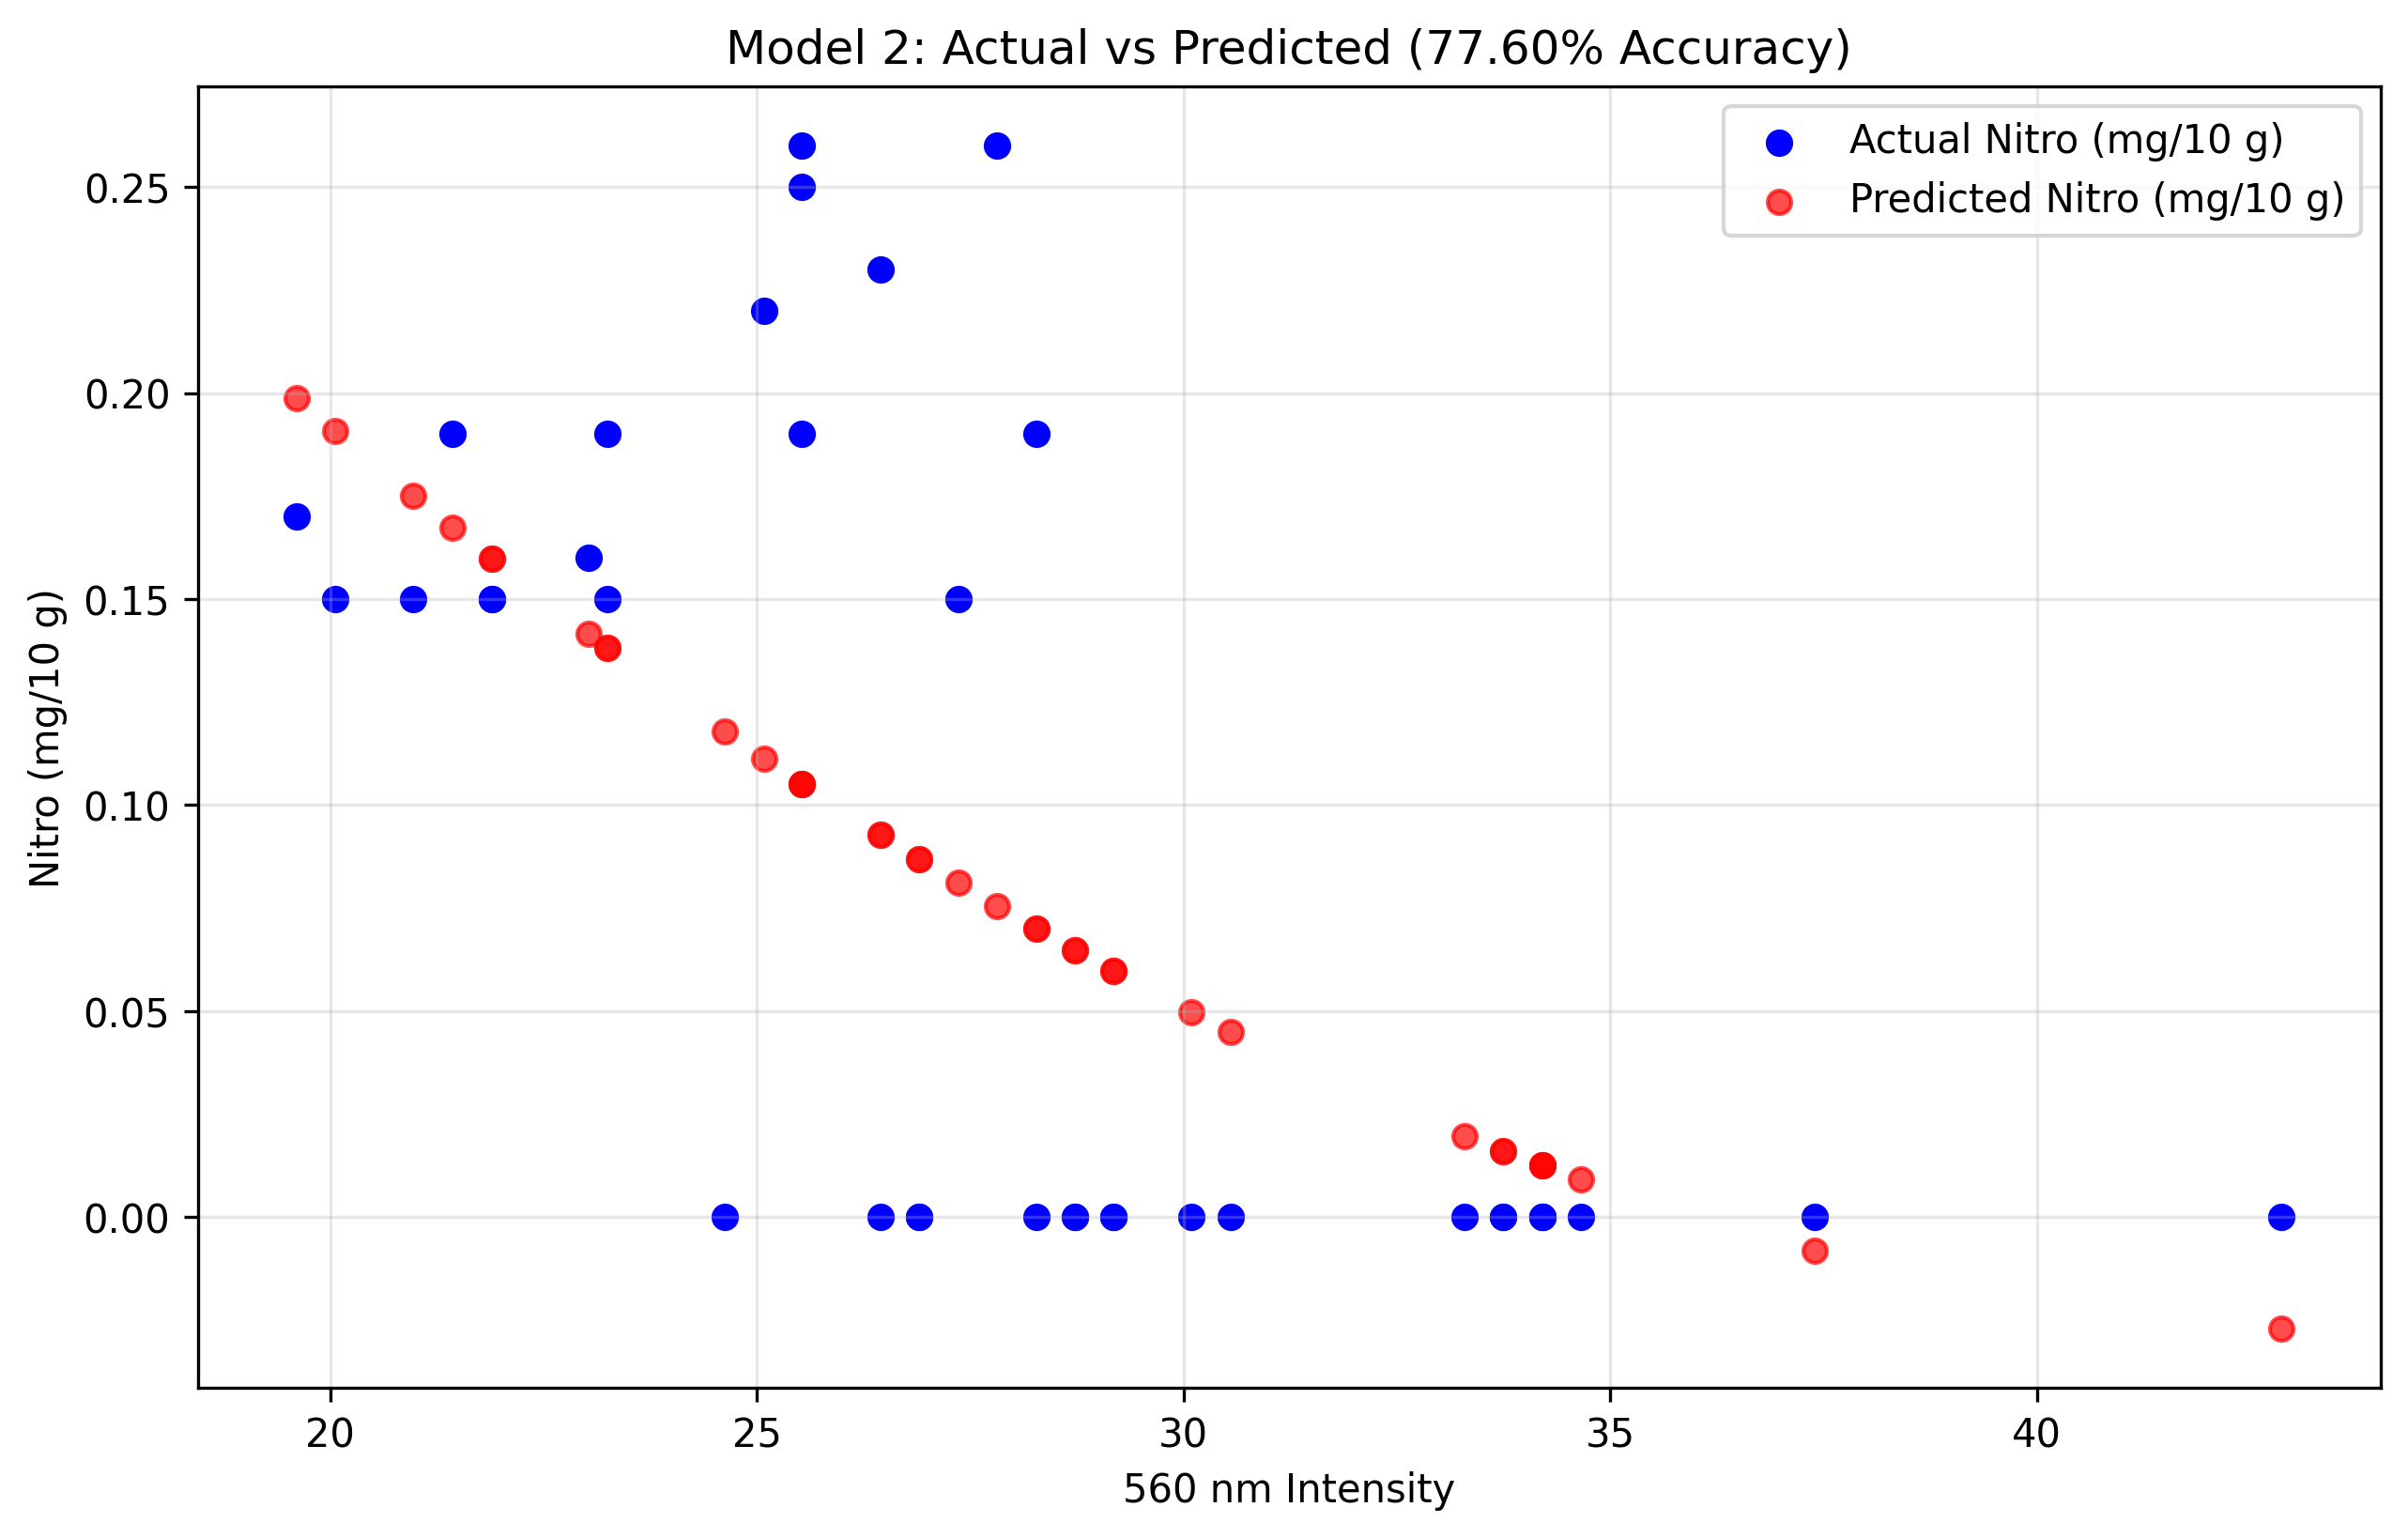 Model 2: Actual vs Predicted (77.60% Accuracy)
Actual Nitro (mg/10 g)
Predicted Nitro (mg/10 g)
Nitro (mg/10 g)
0.25
0.20
0.15
0.10
0.05
0.00
20 25 30 35 40
560 nm Intensity